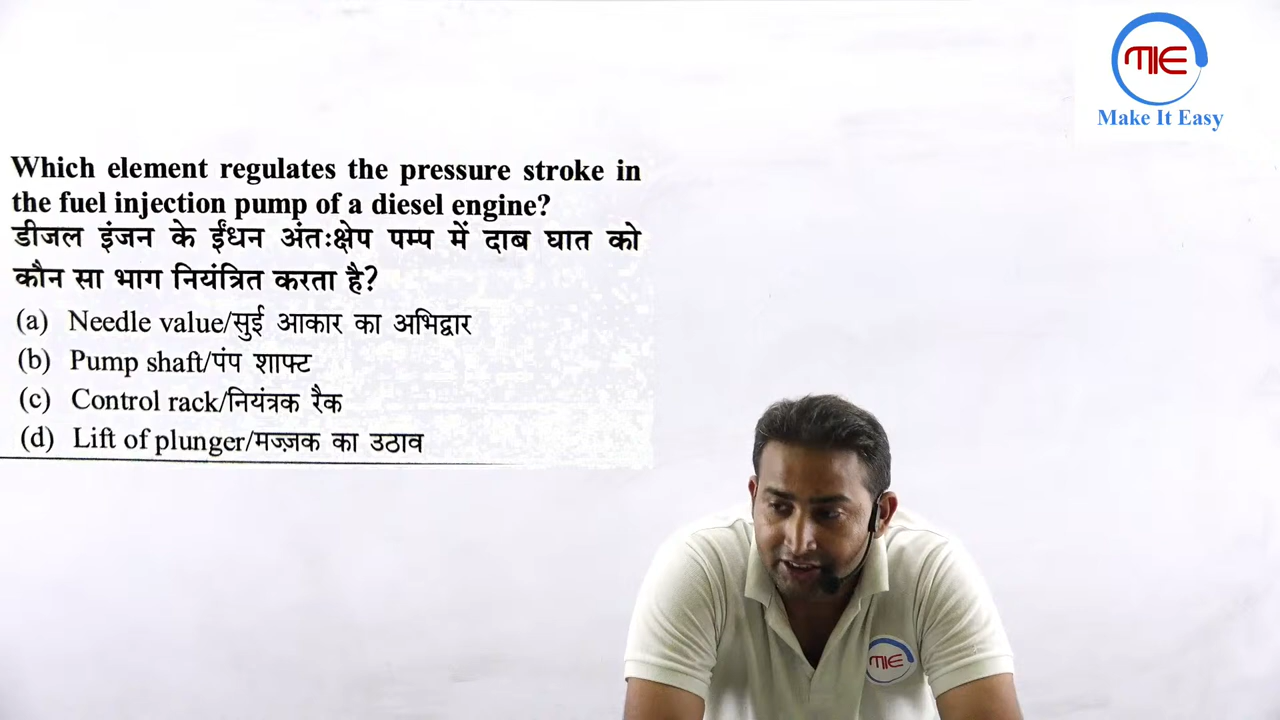 MIE
Make It Easy
Which element regulates the pressure stroke in
the fuel injection pump of a diesel engine?
डीजल इंजन के ईंधन अंतःक्षेप पम्प में दाब घात को
कौन सा भाग नियंत्रित करता है?
(a) Needle value/सुई आकार का अभिद्वार
(b) Pump shaft/पंप शाफ्ट
(c) Control rack/नियंत्रक रैक
(d) Lift of plunger/मज्ज़क का उठाव
MIE